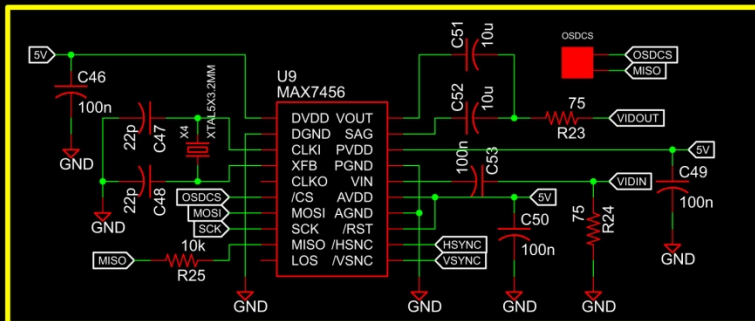 5V
C46
100n
GND
22p
C47
X4
XTAL5X3.2MM
22p
C48
GND
OSDCS
MOSI
SCK
10k
MISO
R25
GND
U9
MAX7456
DVDD VOUT
DGND SAG
CLKI PVDD
XFB PGND
CLKO VIN
/CS AVDD
MOSI AGND
SCK /RST
MISO /HSNC
LOS /VSNC
C51
10u
C52
10u
100n
C53
OSDCS
OSDCS
MISO
75
R23
VIDOUT
5V
C49
100n
GND
VIDIN
75
R24
GND
5V
C50
100n
GND
HSYNC
VSYNC
GND